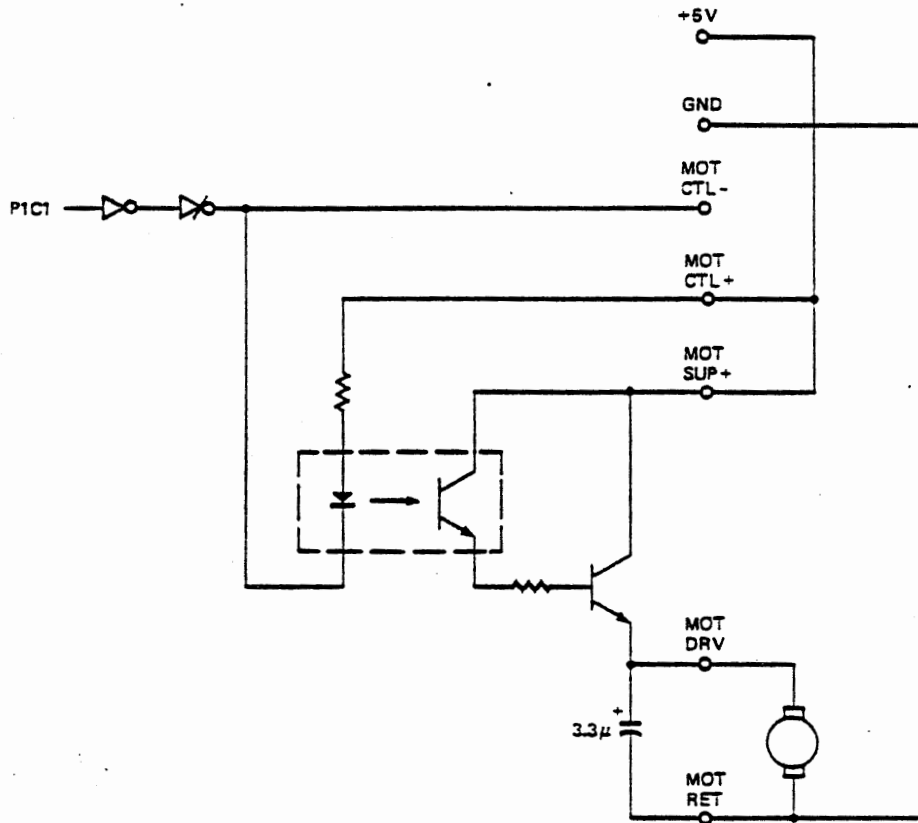 +5V
GND
MOT
CTL-
P1C1
MOT
CTL+
MOT
SUP+
MOT
DRV
+
3.3μ
MOT
RET